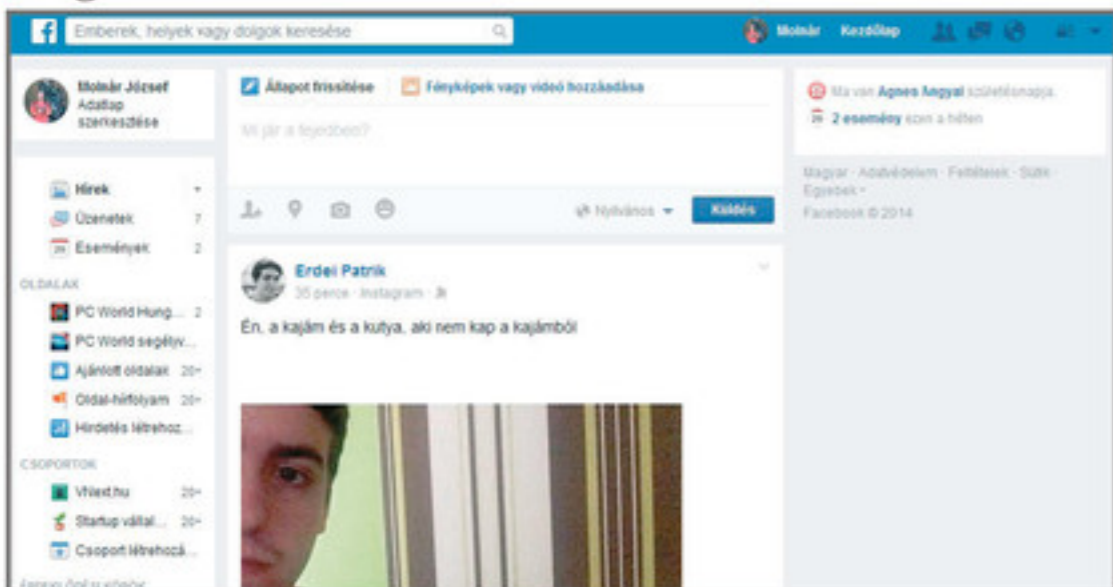 Emberek, helyek vagy dolgok keresése
Molnár Kezdőlap
Molnár József
Adatlap
szerkesztése
Hírek
Üzenetek 7
Események 2
OLDALAK
PC World Hung... 2
PC World segélyv...
Ajánlott oldalak 20+
Oldal-hírfolyam 20+
Hirdetés létrehoz...
CSOPORTOK
VNext.hu 20+
Startup vállal... 20+
Csoport létrehozá...
ÉRDEKLŐDÉSI KÖRÖK
Állapot frissítése
Fényképek vagy videó hozzáadása
Mi jár a fejedben?
Nyilvános
Küldés
Erdei Patrik
35 perce · Instagram
Én, a kajám és a kutya, aki nem kap a kajámból
Ma van Agnes Angyal születésnapja.
2 esemény ezen a héten
Magyar · Adatvédelem · Feltételek · Sütik ·
Egyebek
Facebook © 2014